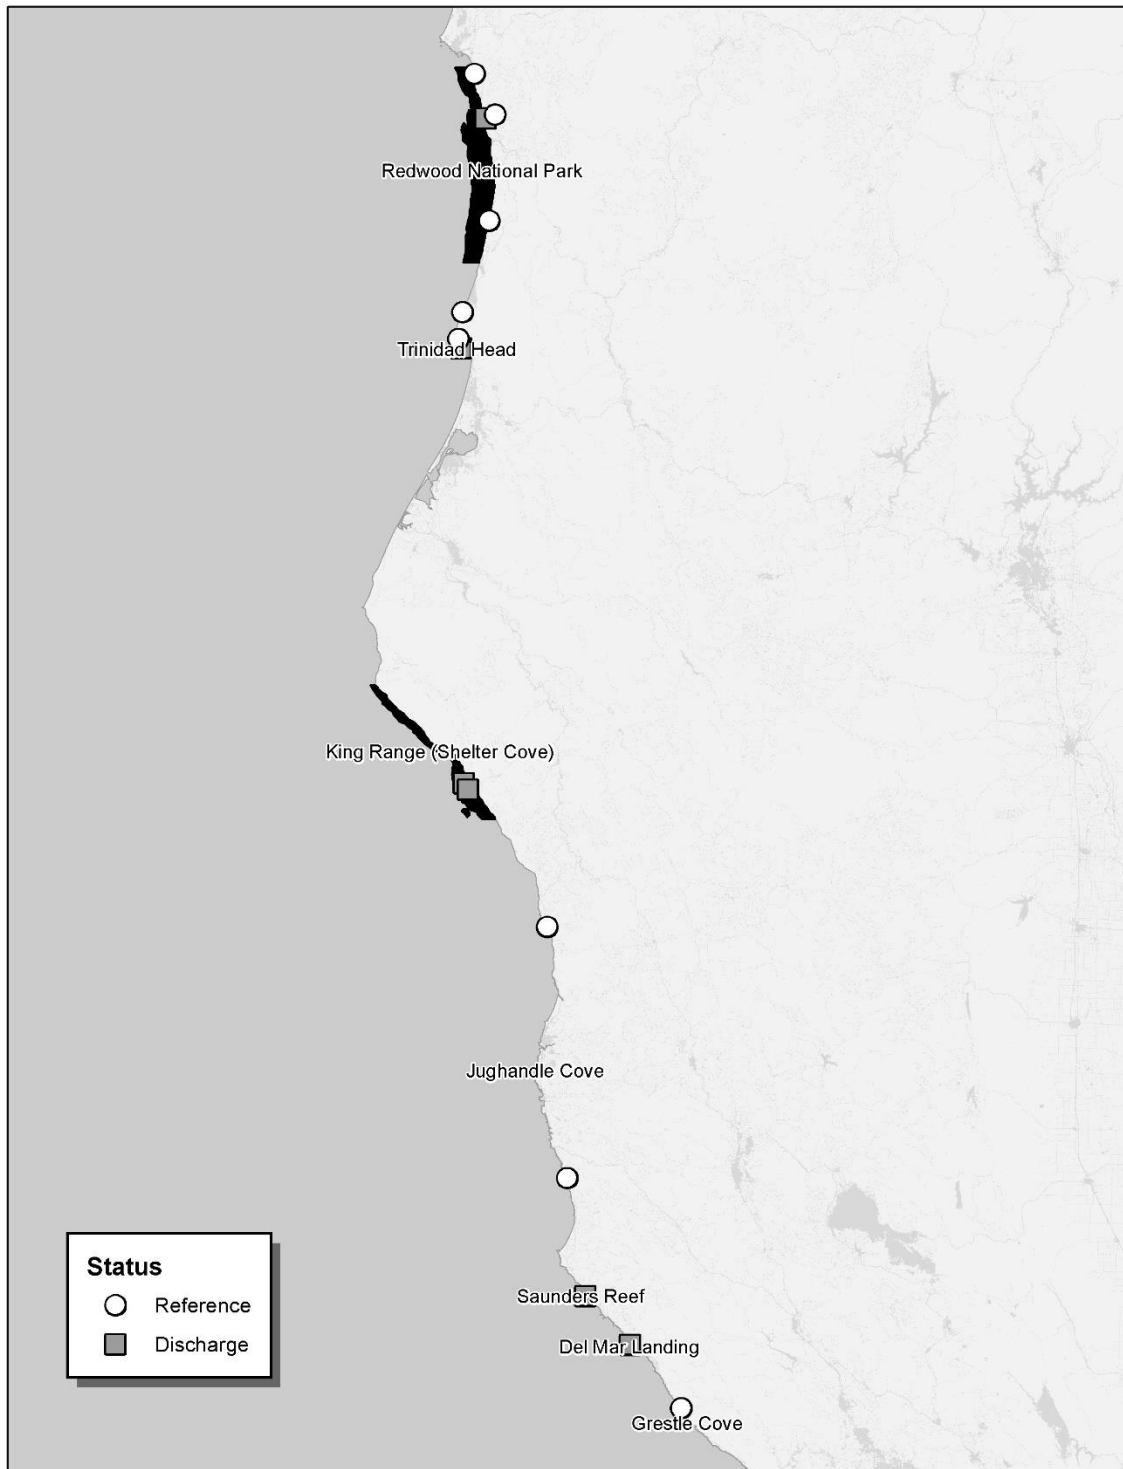 Redwood National Park
Trinidad Head
King Range (Shelter Cove)
Jughandle Cove
Saunders Reef
Del Mar Landing
Grestle Cove
Status
Reference
Discharge